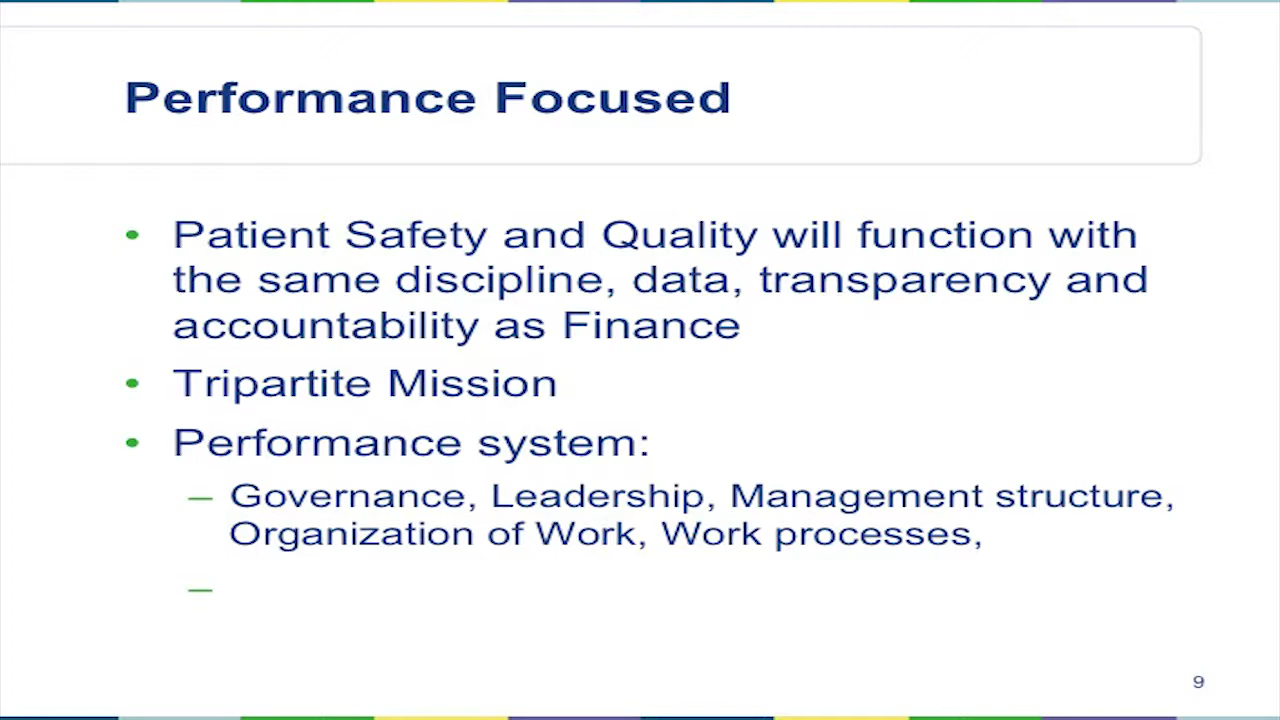 Performance Focused
• Patient Safety and Quality will function with
the same discipline, data, transparency and
accountability as Finance
• Tripartite Mission
• Performance system:
– Governance, Leadership, Management structure,
Organization of Work, Work processes,
–
9